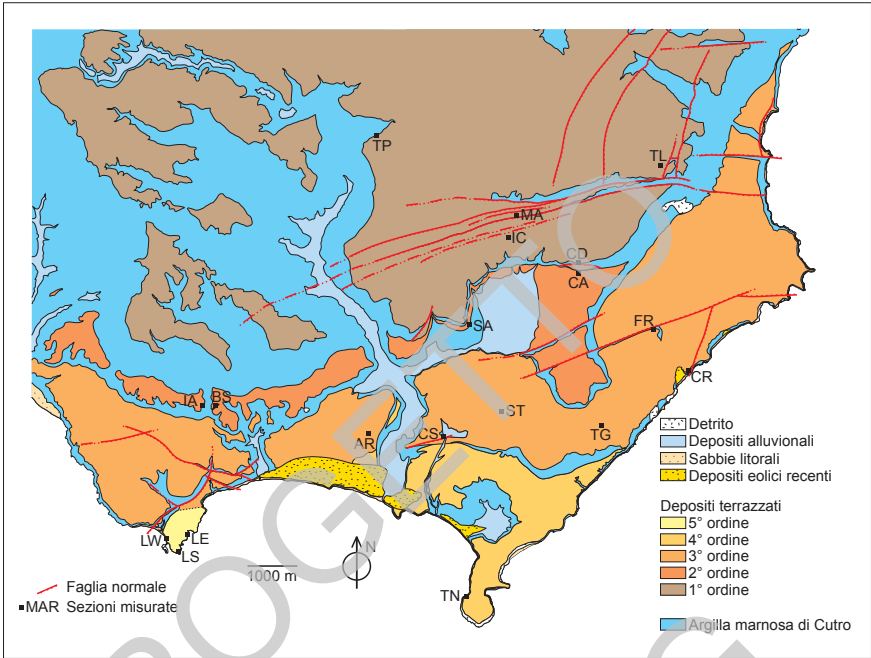 TP
TL
MA
IC
CD
CA
SA
FR
CR
IA
BS
ST
AR
CS
TG
Detrito
Depositi alluvionali
Sabbie litorali
Depositi eolici recenti
Depositi terrazzati
5° ordine
4° ordine
3° ordine
2° ordine
1° ordine
Argilla marnosa di Cutro
LW
LE
LS
1000 m
N
TN
Faglia normale
MAR Sezioni misurate
PROGETTO